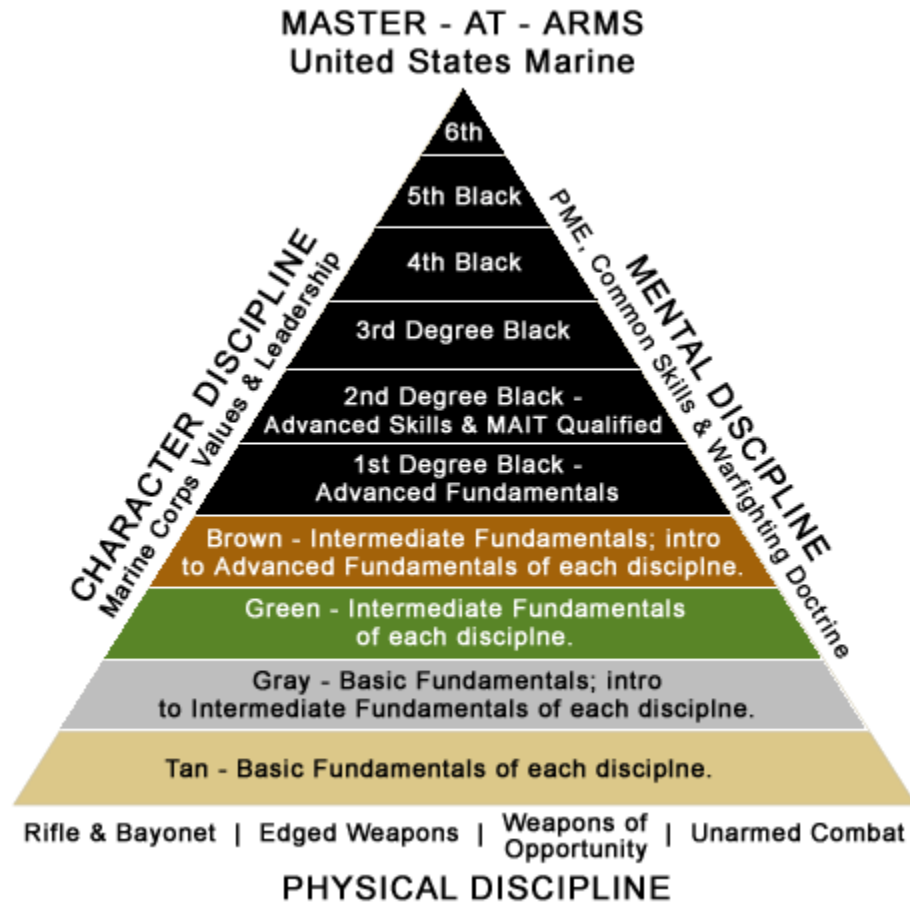 MASTER - AT - ARMS
United States Marine
6th
5th Black
4th Black
3rd Degree Black
2nd Degree Black -
Advanced Skills & MAIT Qualified
1st Degree Black -
Advanced Fundamentals
Brown - Intermediate Fundamentals; intro
to Advanced Fundamentals of each disciplne.
Green - Intermediate Fundamentals
of each disciplne.
Gray - Basic Fundamentals; intro
to Intermediate Fundamentals of each disciplne.
Tan - Basic Fundamentals of each disciplne.
CHARACTER DISCIPLINE
Marine Corps Values & Leadership
MENTAL DISCIPLINE
PME, Common Skills & Warfighting Doctrine
Rifle & Bayonet | Edged Weapons | Weapons of Opportunity | Unarmed Combat
PHYSICAL DISCIPLINE